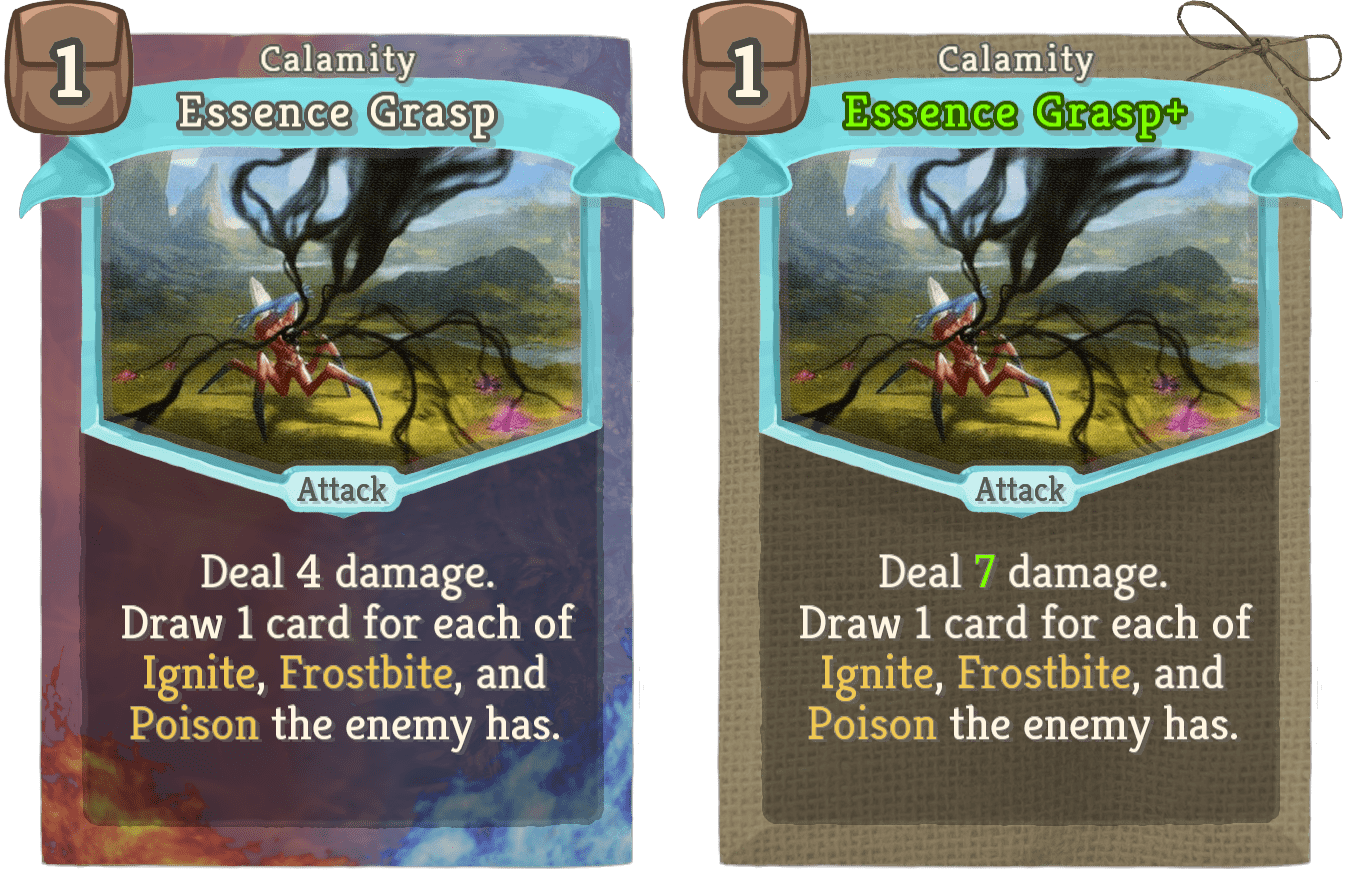 1
Calamity
Essence Grasp
Attack
Deal 4 damage.
Draw 1 card for each of
Ignite, Frostbite, and
Poison the enemy has.
1
Calamity
Essence Grasp+
Attack
Deal 7 damage.
Draw 1 card for each of
Ignite, Frostbite, and
Poison the enemy has.